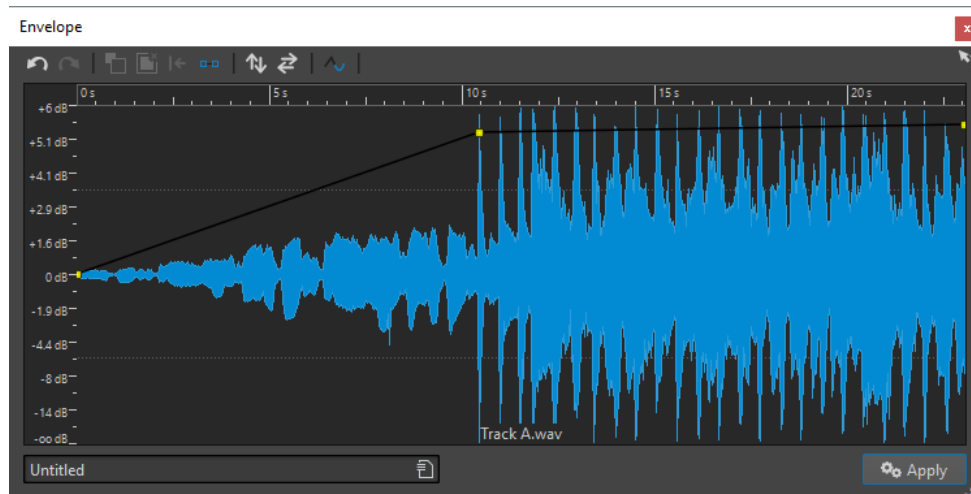 Envelope
x
0 s 5 s 10 s 15 s 20 s
+6 dB
+5.1 dB
+4.1 dB
+2.9 dB
+1.6 dB
0 dB
-1.9 dB
-4.4 dB
-8 dB
-14 dB
-oo dB
Track A.wav
Untitled
Apply